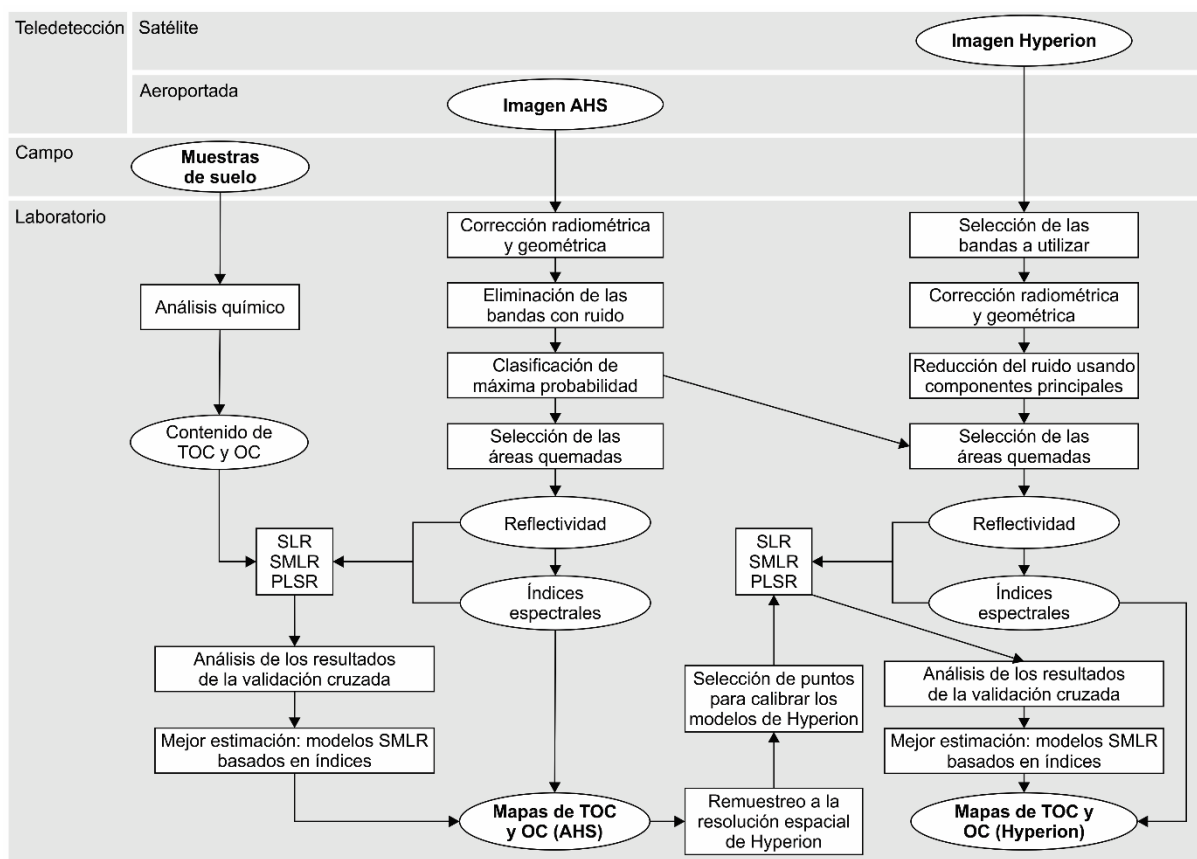 Teledetección
Satélite
Imagen Hyperion
Aeroportada
Imagen AHS
Campo
Muestras
de suelo
Laboratorio
Análisis químico
Contenido de
TOC y OC
SLR
SMLR
PLSR
Análisis de los resultados
de la validación cruzada
Mejor estimación: modelos SMLR
basados en índices
Corrección radiométrica
y geométrica
Eliminación de las
bandas con ruido
Clasificación de
máxima probabilidad
Selección de las
áreas quemadas
Reflectividad
Índices
espectrales
Mapas de TOC
y OC (AHS)
Remuestreo a la
resolución espacial
de Hyperion
Selección de puntos
para calibrar los
modelos de Hyperion
SLR
SMLR
PLSR
Selección de las
bandas a utilizar
Corrección radiométrica
y geométrica
Reducción del ruido usando
componentes principales
Selección de las
áreas quemadas
Reflectividad
Índices
espectrales
Análisis de los resultados
de la validación cruzada
Mejor estimación: modelos SMLR
basados en índices
Mapas de TOC y
OC (Hyperion)